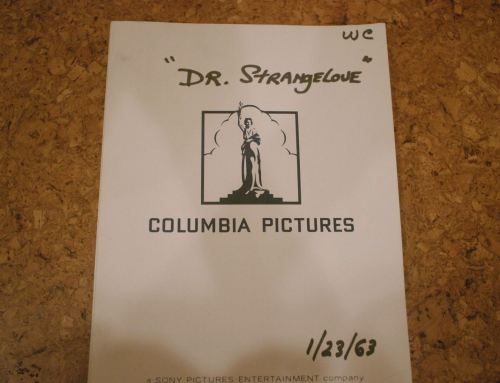 WC
"DR. STRANGELOVE"
COLUMBIA PICTURES
1/23/63
a SONY PICTURES ENTERTAINMENT company